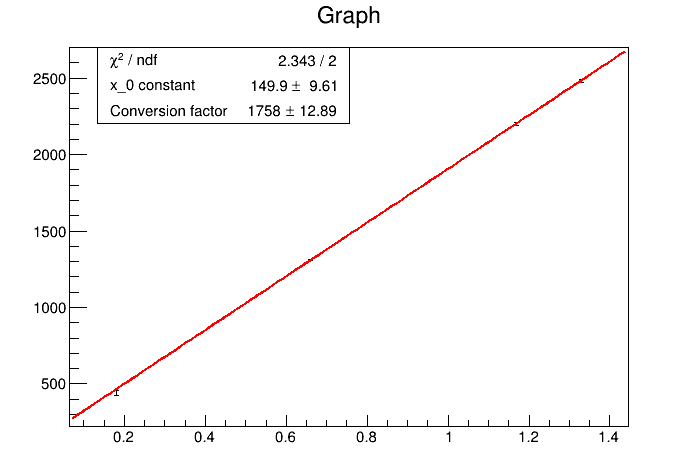 Graph
χ² / ndf 2.343 / 2
x_0 constant 149.9 ± 9.61
Conversion factor 1758 ± 12.89
2500
2000
1500
1000
500
0.2 0.4 0.6 0.8 1 1.2 1.4